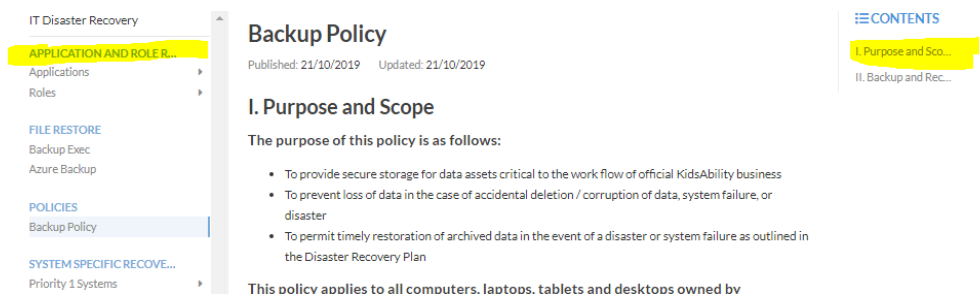 IT Disaster Recovery
APPLICATION AND ROLE R...
Applications
Roles
FILE RESTORE
Backup Exec
Azure Backup
POLICIES
Backup Policy
SYSTEM SPECIFIC RECOVE...
Priority 1 Systems
Backup Policy
Published: 21/10/2019 Updated: 21/10/2019
I. Purpose and Scope
The purpose of this policy is as follows:
• To provide secure storage for data assets critical to the work flow of official KidsAbility business
• To prevent loss of data in the case of accidental deletion / corruption of data, system failure, or
disaster
• To permit timely restoration of archived data in the event of a disaster or system failure as outlined in
the Disaster Recovery Plan
This policy applies to all computers, laptops, tablets and desktops owned by
CONTENTS
I. Purpose and Sco...
II. Backup and Rec...